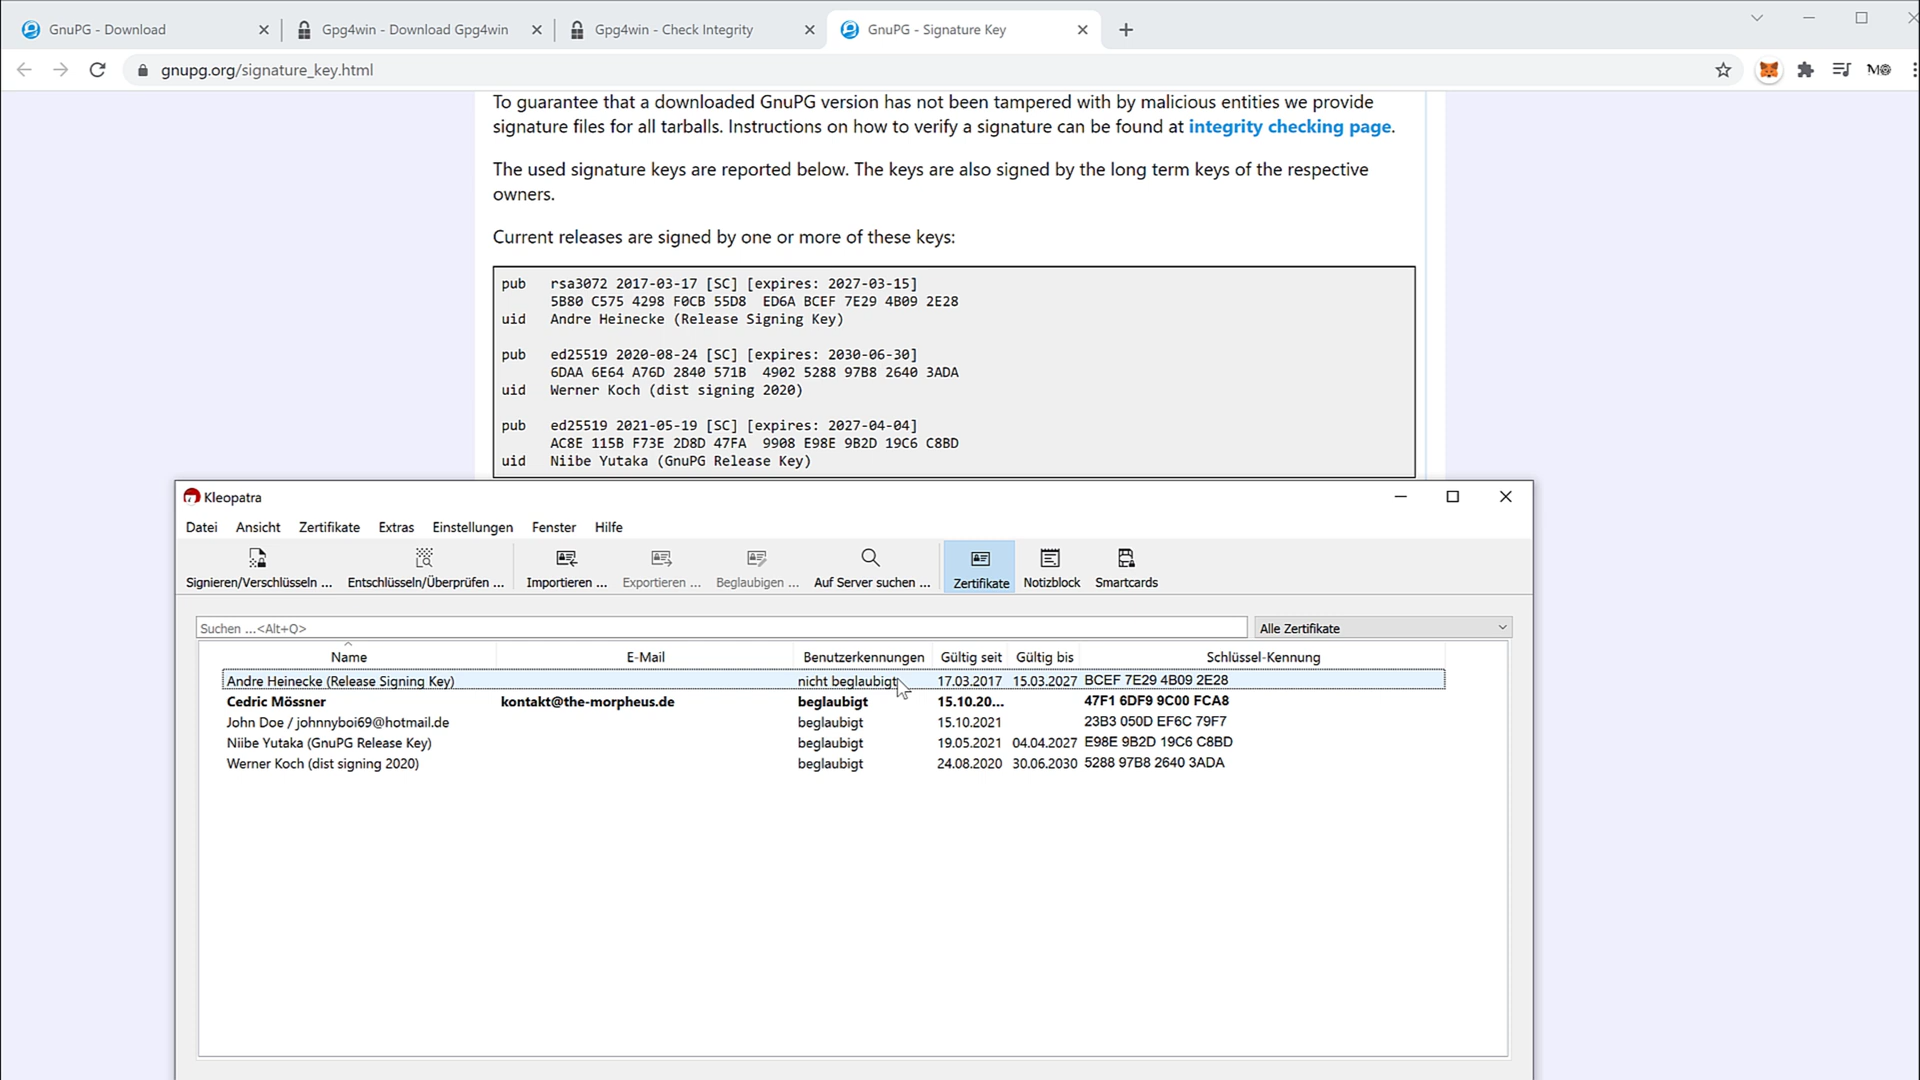 GnuPG - Download
Gpg4win - Download Gpg4win
Gpg4win - Check Integrity
GnuPG - Signature Key
gnupg.org/signature_key.html
To guarantee that a downloaded GnuPG version has not been tampered with by malicious entities we provide
signature files for all tarballs. Instructions on how to verify a signature can be found at integrity checking page.
The used signature keys are reported below. The keys are also signed by the long term keys of the respective
owners.
Current releases are signed by one or more of these keys:
pub rsa3072 2017-03-17 [SC] [expires: 2027-03-15]
5B80 C575 4298 F0CB 55D8 ED6A BCEF 7E29 4B09 2E28
uid Andre Heinecke (Release Signing Key)
pub ed25519 2020-08-24 [SC] [expires: 2030-06-30]
6DAA 6E64 A76D 2840 571B 4902 5288 97B8 2640 3ADA
uid Werner Koch (dist signing 2020)
pub ed25519 2021-05-19 [SC] [expires: 2027-04-04]
AC8E 115B F73E 2D8D 47FA 9908 E98E 9B2D 19C6 C8BD
uid Niibe Yutaka (GnuPG Release Key)
Kleopatra
Datei Ansicht Zertifikate Extras Einstellungen Fenster Hilfe
Signieren/Verschlüsseln ... Entschlüsseln/Überprüfen ... Importieren ... Exportieren ... Beglaubigen ... Auf Server suchen ... Zertifikate Notizblock Smartcards
Suchen ...<Alt+Q> Alle Zertifikate
Name E-Mail Benutzerkennungen Gültig seit Gültig bis Schlüssel-Kennung
Andre Heinecke (Release Signing Key) nicht beglaubigt 17.03.2017 15.03.2027 BCEF 7E29 4B09 2E28
Cedric Mössner kontakt@the-morpheus.de beglaubigt 15.10.20... 47F1 6DF9 9C00 FCA8
John Doe / johnnyboi69@hotmail.de beglaubigt 15.10.2021 23B3 050D EF6C 79F7
Niibe Yutaka (GnuPG Release Key) beglaubigt 19.05.2021 04.04.2027 E98E 9B2D 19C6 C8BD
Werner Koch (dist signing 2020) beglaubigt 24.08.2020 30.06.2030 5288 97B8 2640 3ADA